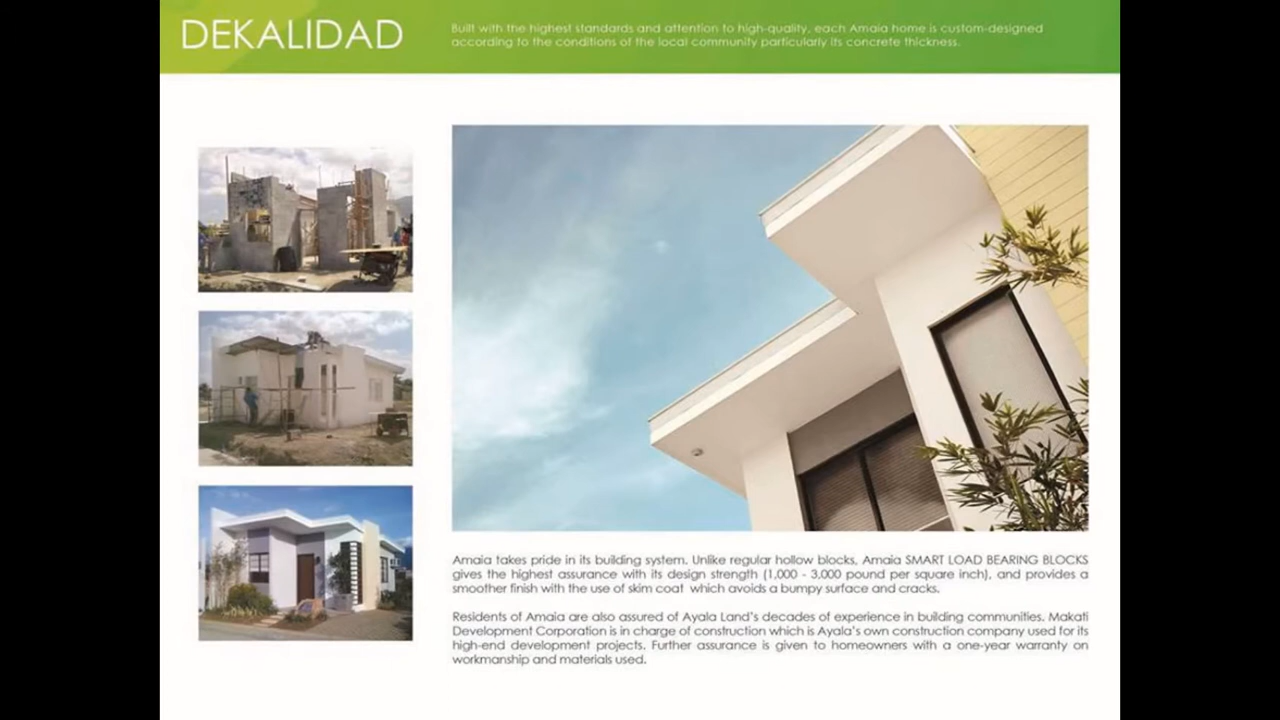 DEKALIDAD
Built with the highest standards and attention to high-quality, each Amaia home is custom-designed
according to the conditions of the local community particularly its concrete thickness.
Amaia takes pride in its building system. Unlike regular hollow blocks, Amaia SMART LOAD BEARING BLOCKS
gives the highest assurance with its design strength (1,000 - 3,000 pound per square inch), and provides a
smoother finish with the use of skim coat which avoids a bumpy surface and cracks.
Residents of Amaia are also assured of Ayala Land's decades of experience in building communities. Makati
Development Corporation is in charge of construction which is Ayala's own construction company used for its
high-end development projects. Further assurance is given to homeowners with a one-year warranty on
workmanship and materials used.